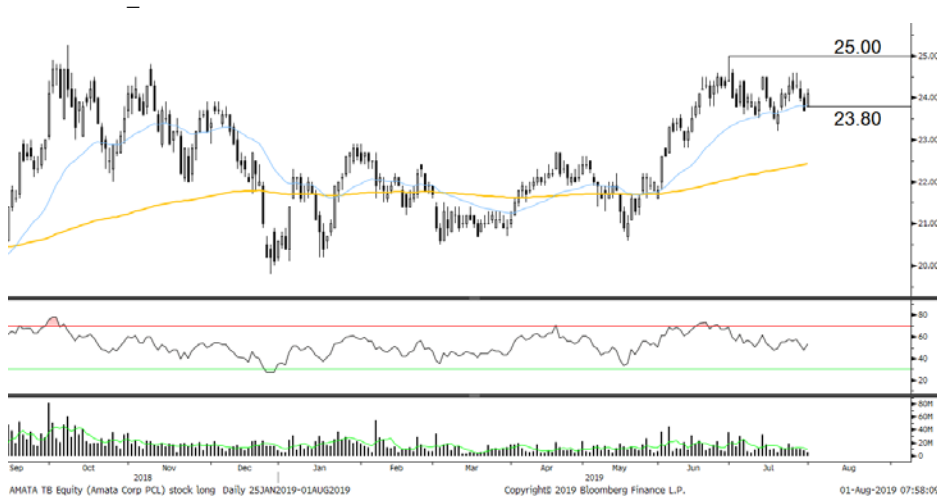 25.00
25.00
24.00
23.80
23.00
22.00
21.00
20.00
80
60
40
20
80M
60M
40M
20M
0
Sep Oct Nov Dec Jan Feb Mar Apr May Jun Jul Aug
2018 2019
AMATA TB Equity (Amata Corp PCL) stock long Daily 25JAN2019-01AUG2019 Copyright© 2019 Bloomberg Finance L.P. 01-Aug-2019 07:58:09